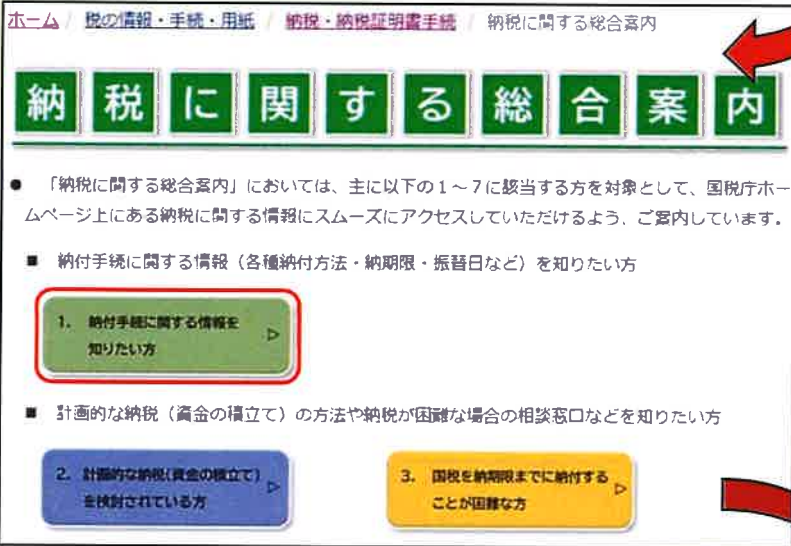 ホーム / 税の情報・手続・用紙 / 納税・納税証明書手続 / 納税に関する総合案内
納税に関する総合案内
● 「納税に関する総合案内」においては、主に以下の1~7に該当する方を対象として、国税庁ホー
ムページ上にある納税に関する情報にスムーズにアクセスしていただけるよう、ご案内しています。
■ 納付手続に関する情報(各種納付方法・納期限・振替日など)を知りたい方
1. 納付手続に関する情報を
知りたい方
■ 計画的な納税(資金の積立て)の方法や納税が困難な場合の相談窓口などを知りたい方
2. 計画的な納税(資金の積立て)
を検討されている方
3. 国税を納期限までに納付する
ことが困難な方